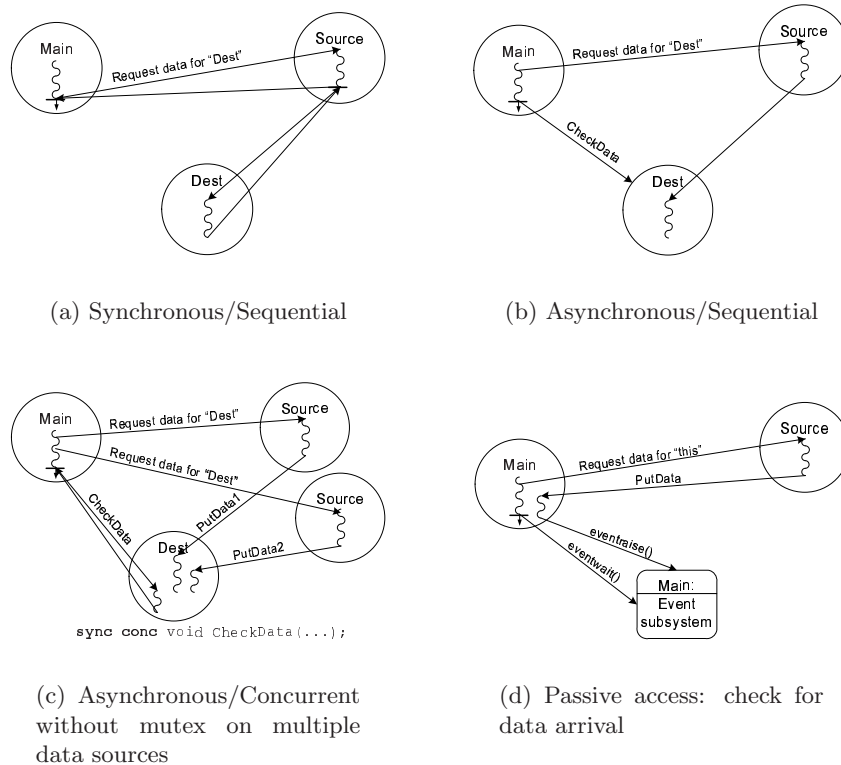 Main
Source
Request data for "Dest"
Dest
(a) Synchronous/Sequential
Main
Source
Request data for "Dest"
CheckData
Dest
(b) Asynchronous/Sequential
Main
Source
Request data for "Dest"
Request data for "Dest"
Source
CheckData
PutData1
Dest
PutData2
sync conc void CheckData(...);
(c) Asynchronous/Concurrent
without mutex on multiple
data sources
Main
Source
Request data for "this"
PutData
eventraise()
eventwait()
Main:
Event
subsystem
(d) Passive access: check for
data arrival